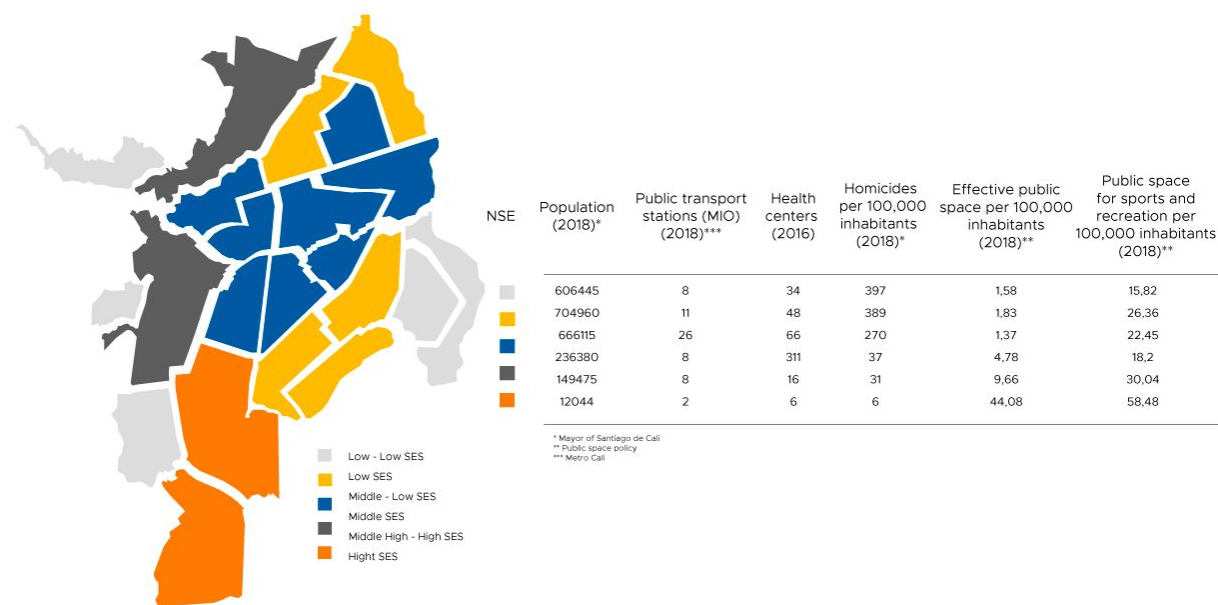 NSE
Population
(2018)*
Public transport
stations (MIO)
(2018)***
Health
centers
(2016)
Homicides
per 100,000
inhabitants
(2018)*
Effective public
space per 100,000
inhabitants
(2018)**
Public space
for sports and
recreation per
100,000 inhabitants
(2018)**
606445 8 34 397 1,58 15,82
704960 11 48 389 1,83 26,36
666115 26 66 270 1,37 22,45
236380 8 311 37 4,78 18,2
149475 8 16 31 9,66 30,04
12044 2 6 6 44,08 58,48
* Mayor of Santiago de Cali
** Public space policy
*** Metro Cali
Low - Low SES
Low SES
Middle - Low SES
Middle SES
Middle High - High SES
Hight SES